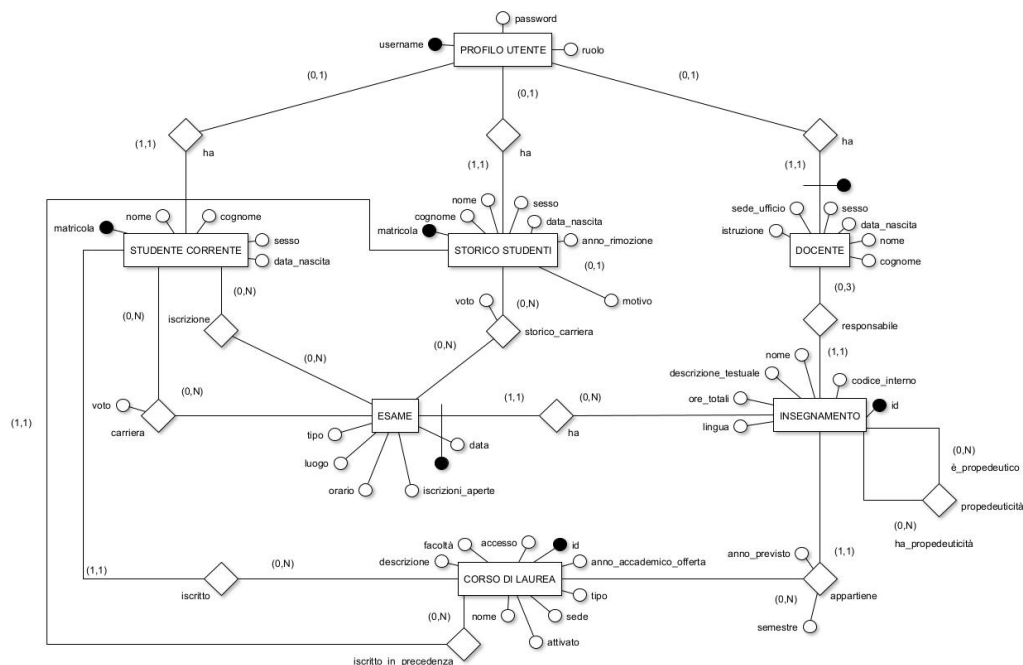 password
username
PROFILO UTENTE
ruolo
(0,1)
(0,1)
(0,1)
(1,1)
ha
(1,1)
ha
(1,1)
ha
matricola
nome
cognome
sesso
data_nascita
STUDENTE CORRENTE
nome
sesso
cognome
matricola
data_nascita
anno_rimozione
STORICO STUDENTI
(0,1)
motivo
sede_ufficio
istruzione
sesso
data_nascita
nome
cognome
DOCENTE
(0,N)
(0,N)
iscrizione
voto
(0,N)
storico_carriera
(0,3)
responsabile
(0,N)
(0,N)
(1,1)
nome
descrizione_testuale
codice_interno
ore_totali
id
lingua
INSEGNAMENTO
voto
(0,N)
carriera
ESAME
(1,1)
(0,N)
ha
(1,1)
tipo
data
luogo
orario
iscrizioni_aperte
(0,N)
è_propedeutico
propedeuticità
(0,N)
ha_propedeuticità
facoltà
accesso
id
descrizione
anno_accademico_offerta
CORSO DI LAUREA
tipo
nome
sede
attivato
anno_previsto
(1,1)
appartiene
(0,N)
semestre
(1,1)
(0,N)
iscritto
(0,N)
iscritto_in_precedenza